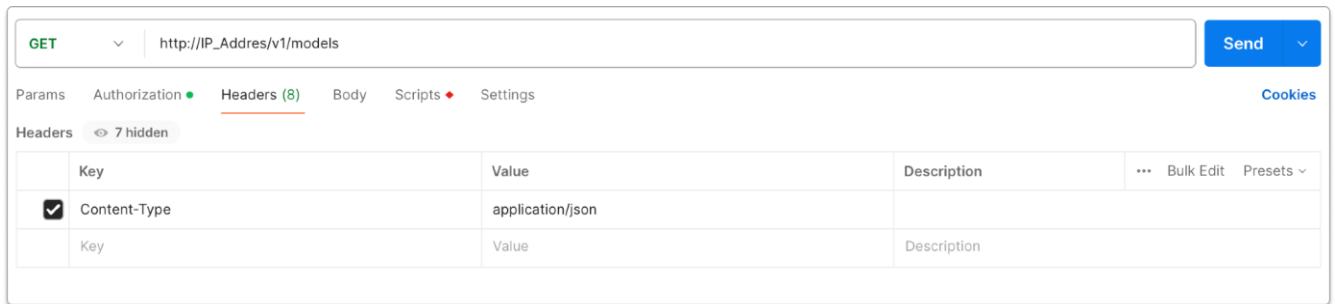 GET http://IP_Addres/v1/models Send
Params Authorization Headers (8) Body Scripts Settings Cookies
Headers 7 hidden
Key Value Description ••• Bulk Edit Presets
Content-Type application/json
Key Value Description